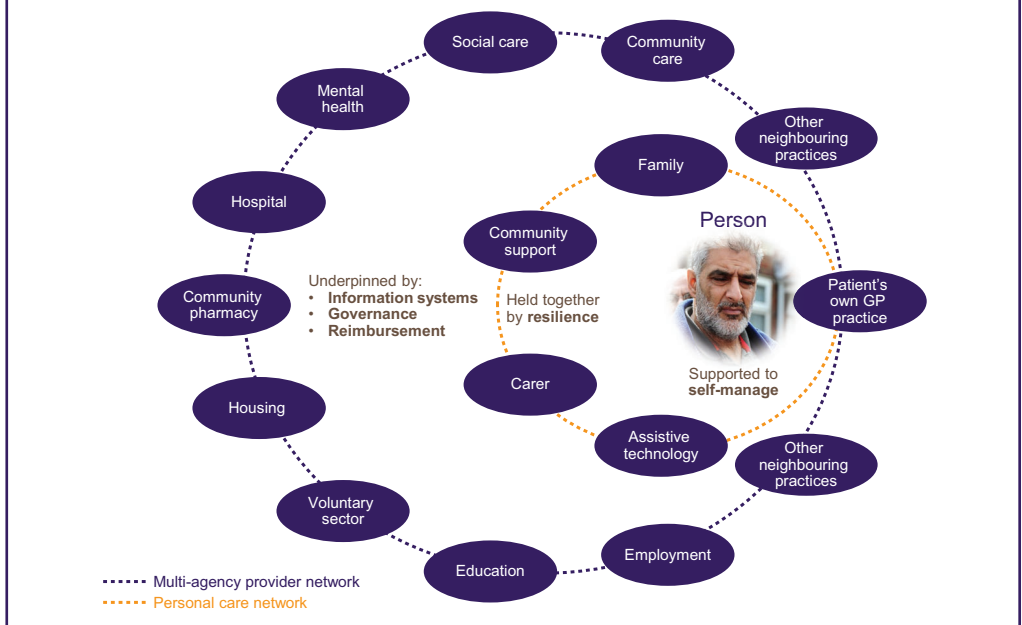 Social care
Community
care
Mental
health
Other
neighbouring
practices
Family
Hospital
Person
Community
support
Underpinned by:
• Information systems
• Governance
• Reimbursement
Community
pharmacy
Held together
by resilience
Patient's
own GP
practice
Supported to
self-manage
Carer
Housing
Assistive
technology
Other
neighbouring
practices
Voluntary
sector
Employment
Education
Multi-agency provider network
Personal care network